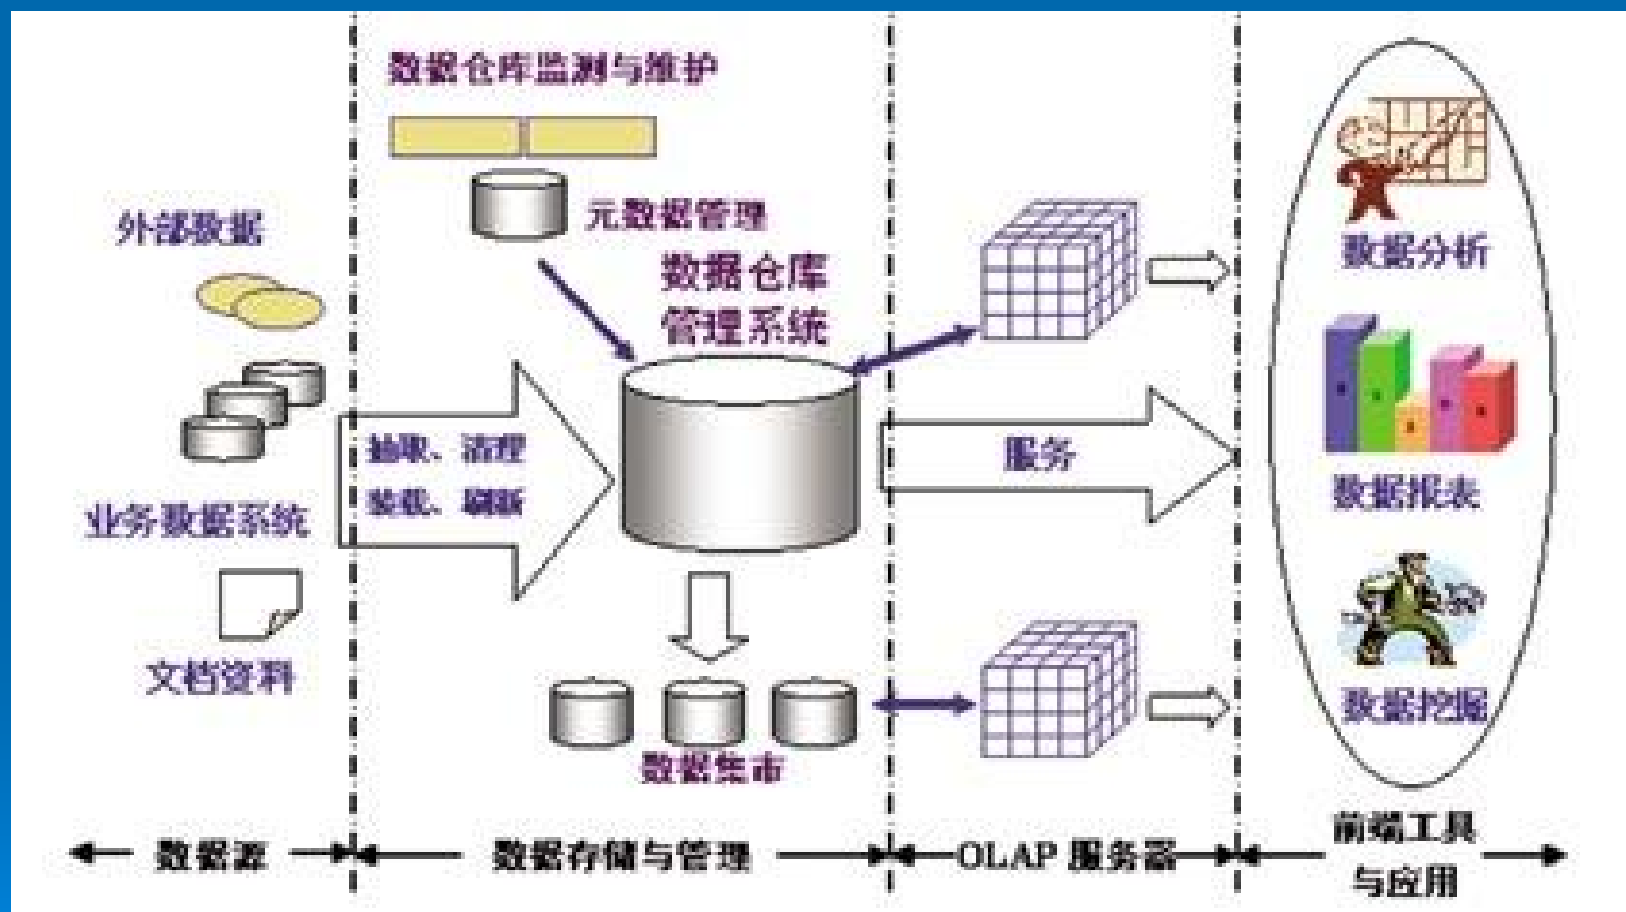 数据仓库监测与维护
外部数据
元数据管理
数据仓库
管理系统
数据分析
抽取、清理
装载、刷新
服务
数据报表
业务数据系统
文档资料
数据挖掘
数据集市
数据源
数据存储与管理
OLAP 服务器
前端工具
与应用